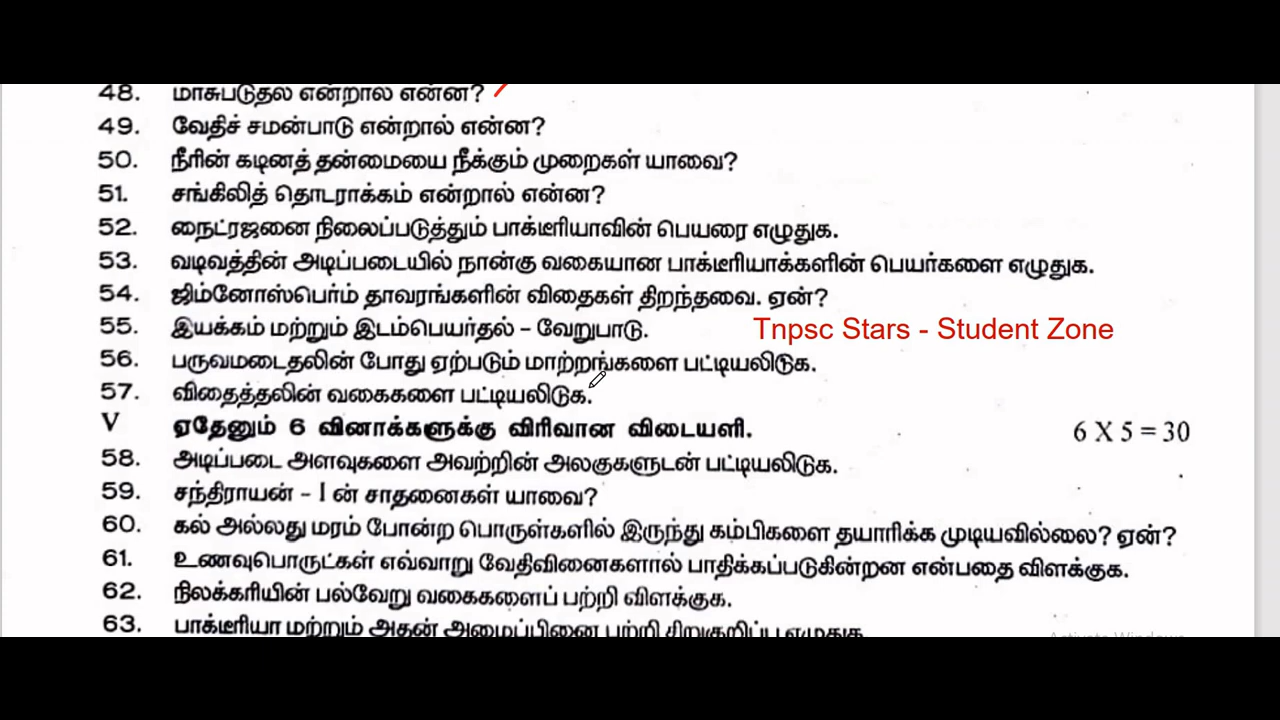 48. மாசுபடுதல் என்றால் என்ன?
49. வேதிச் சமன்பாடு என்றால் என்ன?
50. நீரின் கடினத் தன்மையை நீக்கும் முறைகள் யாவை?
51. சங்கிலித் தொடராக்கம் என்றால் என்ன?
52. நைட்ரஜனை நிலைப்படுத்தும் பாக்டீரியாவின் பெயரை எழுதுக.
53. வடிவத்தின் அடிப்படையில் நான்கு வகையான பாக்டீரியாக்களின் பெயர்களை எழுதுக.
54. ஜிம்னோஸ்பெர்ம் தாவரங்களின் விதைகள் திறந்தவை. ஏன்?
55. இயக்கம் மற்றும் இடம்பெயர்தல் – வேறுபாடு. Tnpsc Stars - Student Zone
56. பருவமடைதலின் போது ஏற்படும் மாற்றங்களை பட்டியலிடுக.
57. விதைத்தலின் வகைகளை பட்டியலிடுக.
V ஏதேனும் 6 வினாக்களுக்கு விரிவான விடையளி. 6 X 5 = 30
58. அடிப்படை அளவுகளை அவற்றின் அலகுகளுடன் பட்டியலிடுக.
59. சந்திராயன் – I ன் சாதனைகள் யாவை?
60. கல் அல்லது மரம் போன்ற பொருள்களில் இருந்து கம்பிகளை தயாரிக்க முடியவில்லை? ஏன்?
61. உணவுபொருட்கள் எவ்வாறு வேதிவினைகளால் பாதிக்கப்படுகின்றன என்பதை விளக்குக.
62. நிலக்கரியின் பல்வேறு வகைகளைப் பற்றி விளக்குக.
63. பாக்டீரியா மற்றும் அதன் அமைப்பினை பற்றி சிறுகுறிப்பு எழுதுக